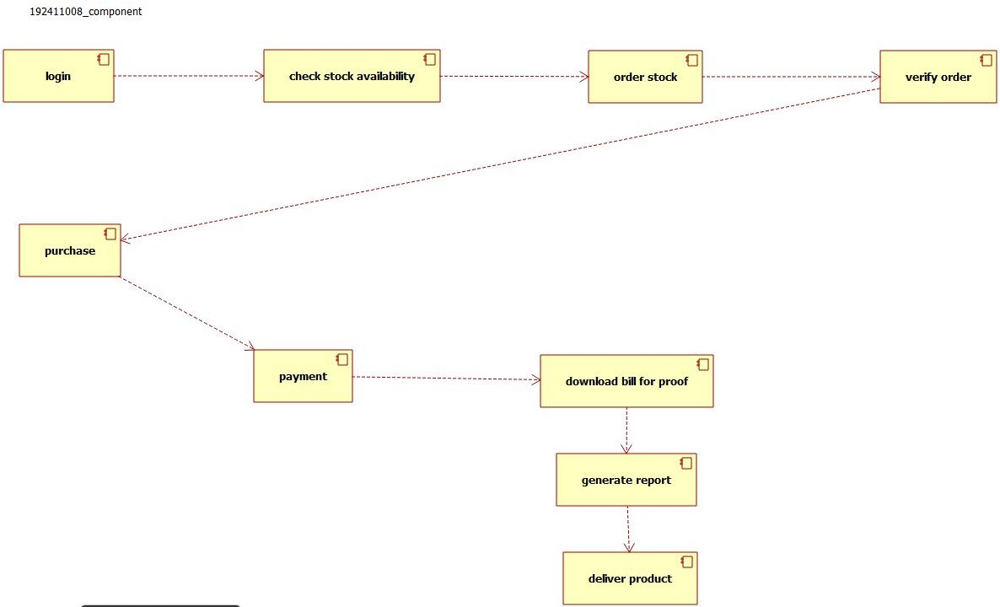 192411008_component
login
check stock availability
order stock
verify order
purchase
payment
download bill for proof
generate report
deliver product